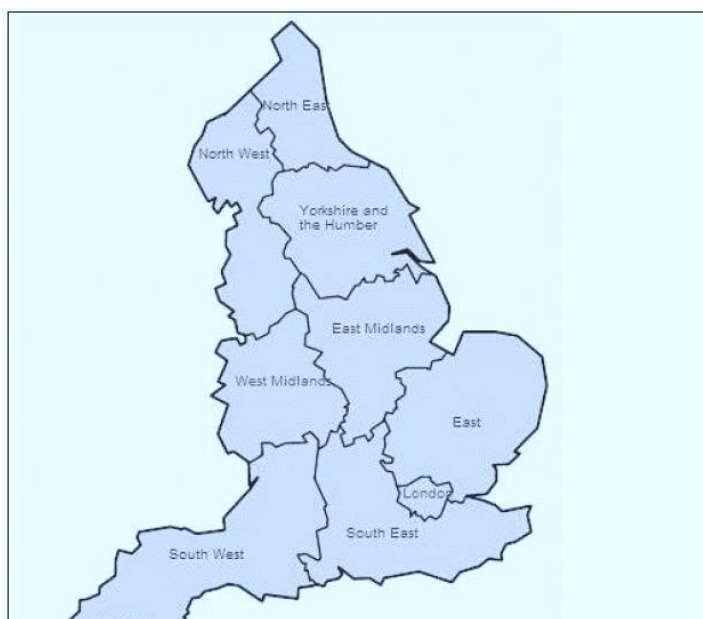 North East
North West
Yorkshire and
the Humber
East Midlands
West Midlands
East
London
South East
South West